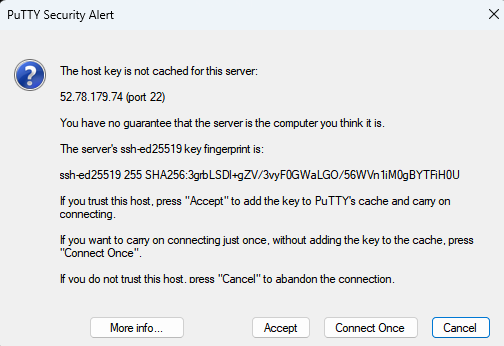 PuTTY Security Alert
The host key is not cached for this server:
52.78.179.74 (port 22)
You have no guarantee that the server is the computer you think it is.
The server's ssh-ed25519 key fingerprint is:
ssh-ed25519 255 SHA256:3grbLSDl+gZV/3vyF0GWaLGO/56WVn1iM0gBYTFiH0U
If you trust this host, press "Accept" to add the key to PuTTY's cache and carry on
connecting.
If you want to carry on connecting just once, without adding the key to the cache, press
"Connect Once".
If you do not trust this host, press "Cancel" to abandon the connection.
More info...
Accept
Connect Once
Cancel